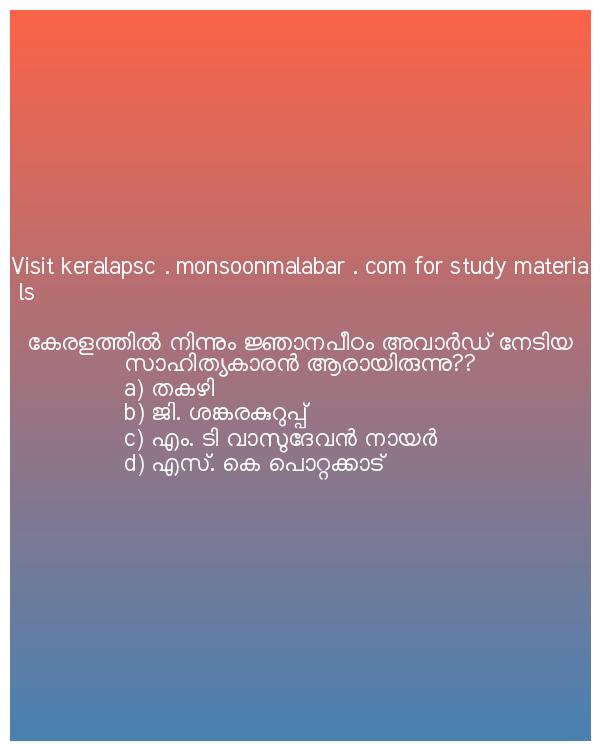 Visit keralapsc . monsoonmalabar . com for study materia
ls
കേരളത്തിൽ നിന്നും ജ്ഞാനപീഠം അവാർഡ് നേടിയ
സാഹിത്യകാരൻ ആരായിരുന്നു??
a) തകഴി
b) ജി. ശങ്കരകുറുപ്പ്
c) എം. ടി വാസുദേവൻ നായർ
d) എസ്. കെ പൊറ്റക്കാട്